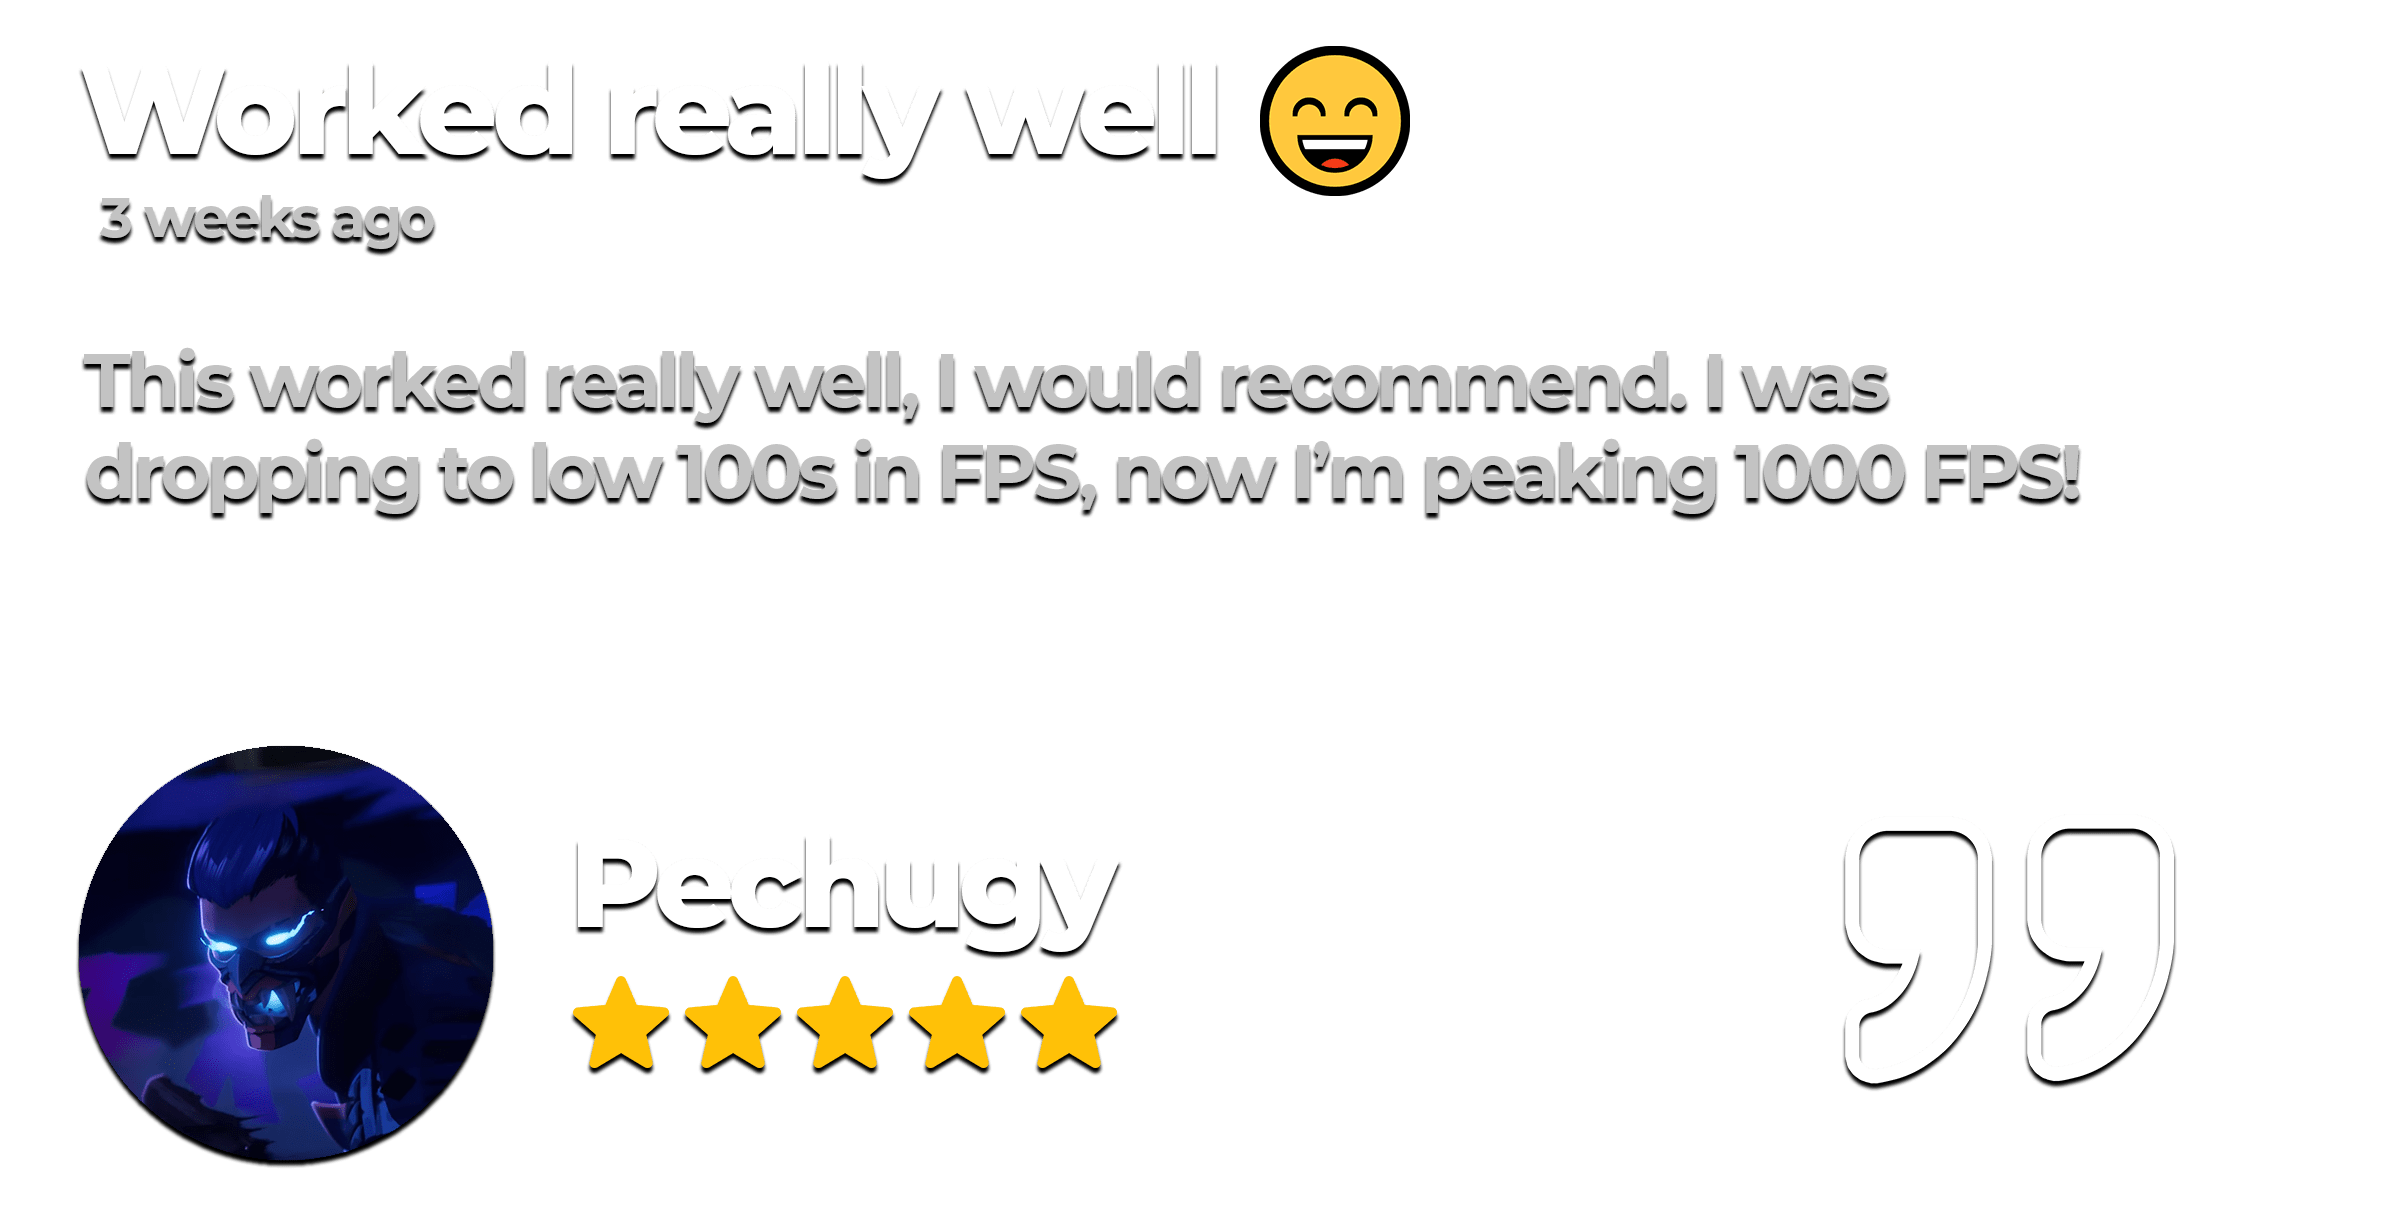 Worked really well 😄
3 weeks ago
This worked really well, I would recommend. I was
dropping to low 100s in FPS, now I’m peaking 1000 FPS!
Pechugy